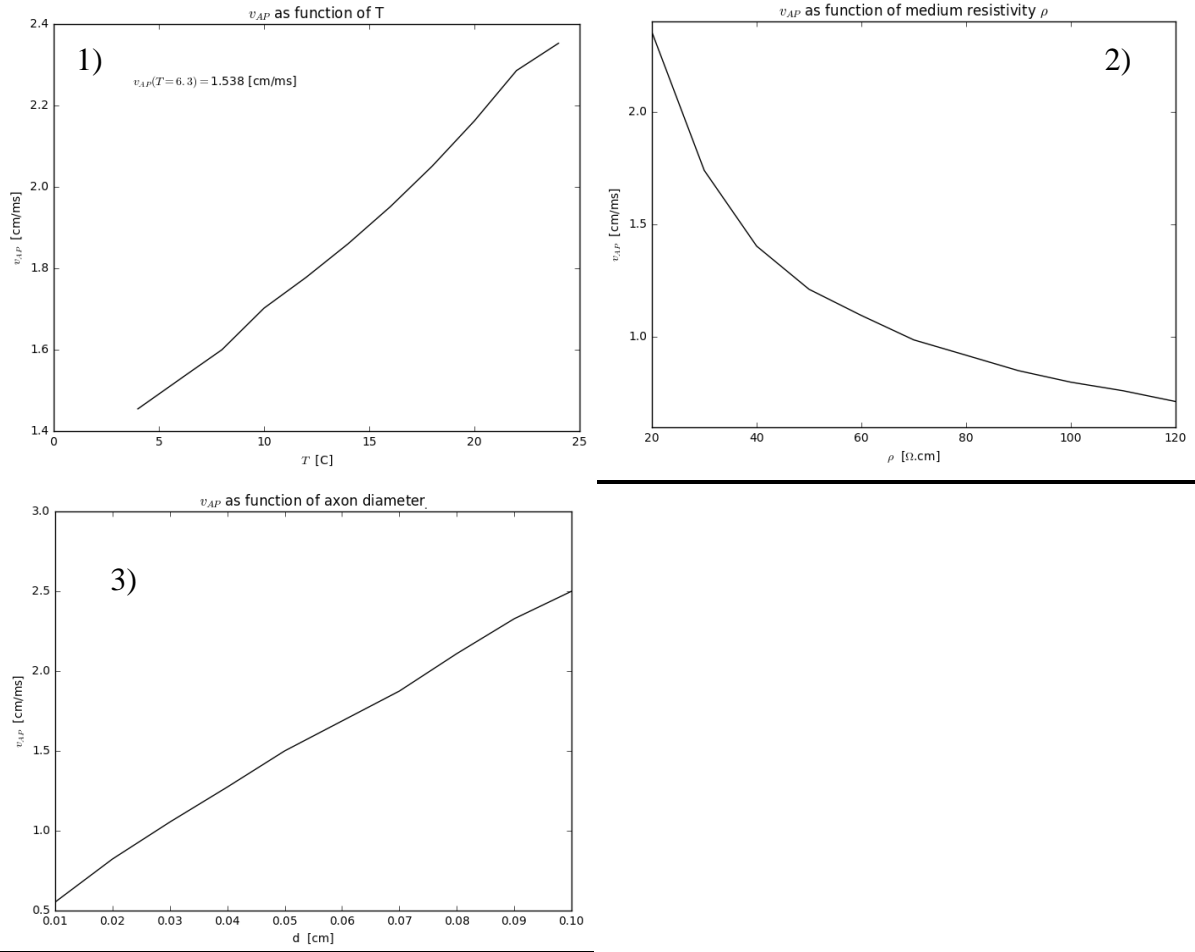 v_AP as function of T
1)
v_AP(T = 6.3) = 1.538 [cm/ms]
2.4
2.2
2.0
1.8
1.6
1.4
v_AP [cm/ms]
0 5 10 15 20 25
T [C]
v_AP as function of medium resistivity ρ
2)
2.0
1.5
1.0
v_AP [cm/ms]
20 40 60 80 100 120
ρ [Ω.cm]
v_AP as function of axon diameter
3)
3.0
2.5
2.0
1.5
1.0
0.5
v_AP [cm/ms]
0.01 0.02 0.03 0.04 0.05 0.06 0.07 0.08 0.09 0.10
d [cm]